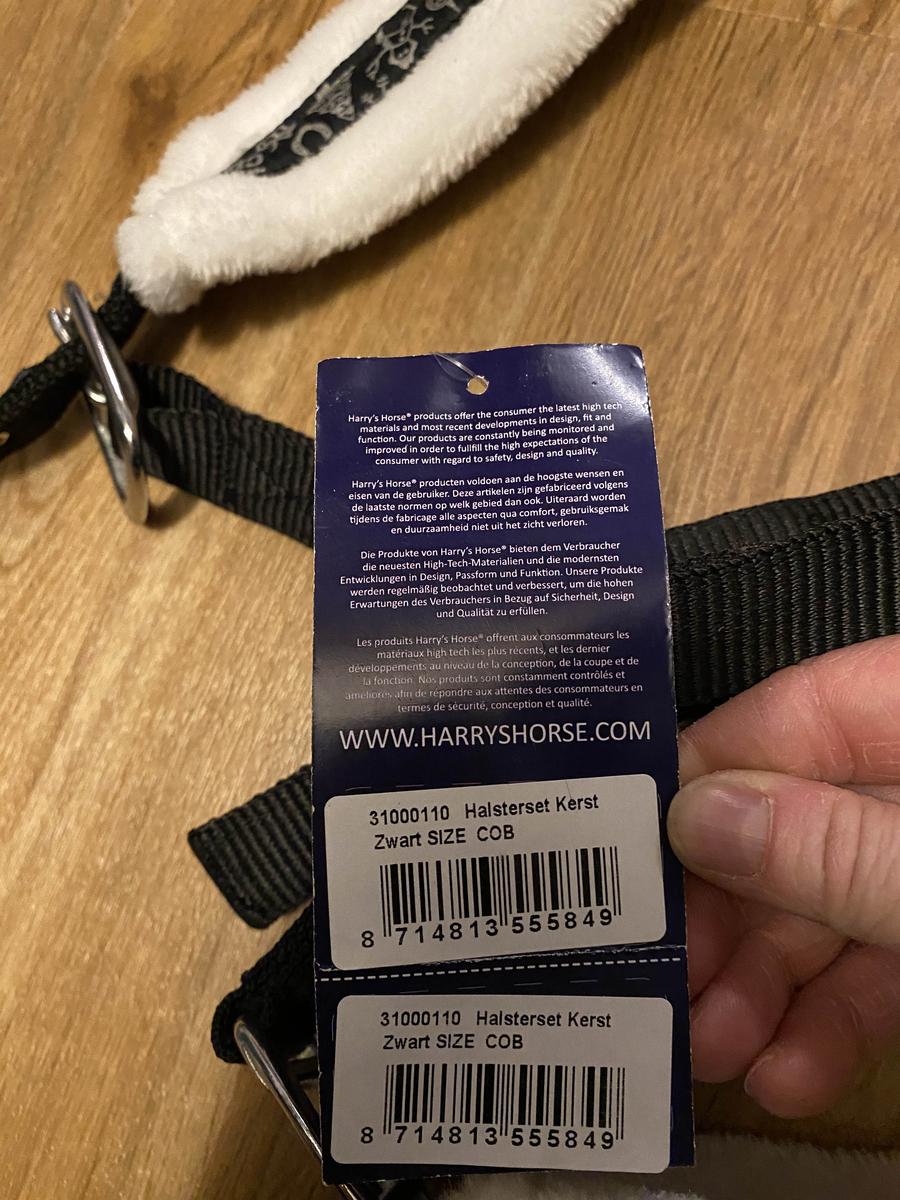 Harry's Horse® products offer the consumer the latest high tech
materials and most recent developments in design, fit and
function. Our products are constantly being monitored and
improved in order to fullfill the high expectations of the
consumer with regard to safety, design and quality.
Harry's Horse® producten voldoen aan de hoogste wensen en
eisen van de gebruiker. Deze artikelen zijn gefabriceerd volgens
de laatste normen op welk gebied dan ook. Uiteraard worden
tijdens de fabricage alle aspecten qua comfort, gebruiksgemak
en duurzaamheid niet uit het zicht verloren.
Die Produkte von Harry's Horse® bieten dem Verbraucher
die neuesten High-Tech-Materialien und die modernsten
Entwicklungen in Design, Passform und Funktion. Unsere Produkte
werden regelmäßig beobachtet und verbessert, um die hohen
Erwartungen des Verbrauchers in Bezug auf Sicherheit, Design
und Qualität zu erfüllen.
Les produits Harry's Horse® offrent aux consommateurs les
matériaux high tech les plus récents, et les dernier
développements au niveau de la conception, de la coupe et de
la fonction. Nos produits sont constamment contrôlés et
améliorés afin de répondre aux attentes des consommateurs en
termes de sécurité, conception et qualité.
WWW.HARRYSHORSE.COM
31000110 Halsterset Kerst
Zwart SIZE COB
8 714813 555849
31000110 Halsterset Kerst
Zwart SIZE COB
8 714813 555849